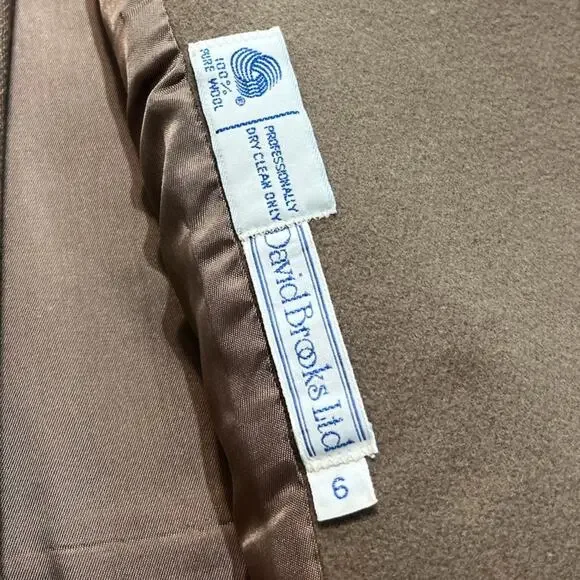 100%
PURE WOOL
®
PROFESSIONALLY
DRY CLEAN ONLY
David Brooks Ltd
6